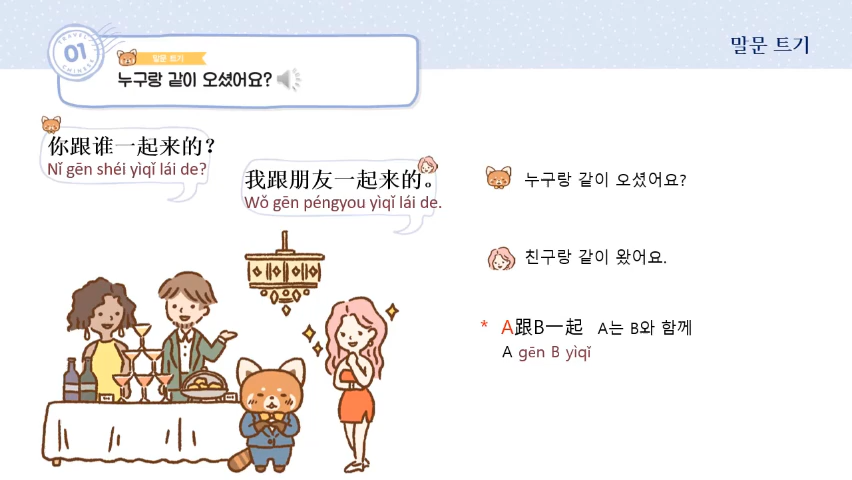 말문 트기
TRAVEL
01
CHINESE
말문 트기
누구랑 같이 오셨어요?
你跟谁一起来的?
Nǐ gēn shéi yìqǐ lái de?
我跟朋友一起来的。
Wǒ gēn péngyou yìqǐ lái de.
누구랑 같이 오셨어요?
친구랑 같이 왔어요.
* A跟B一起 A는 B와 함께
A gēn B yìqǐ